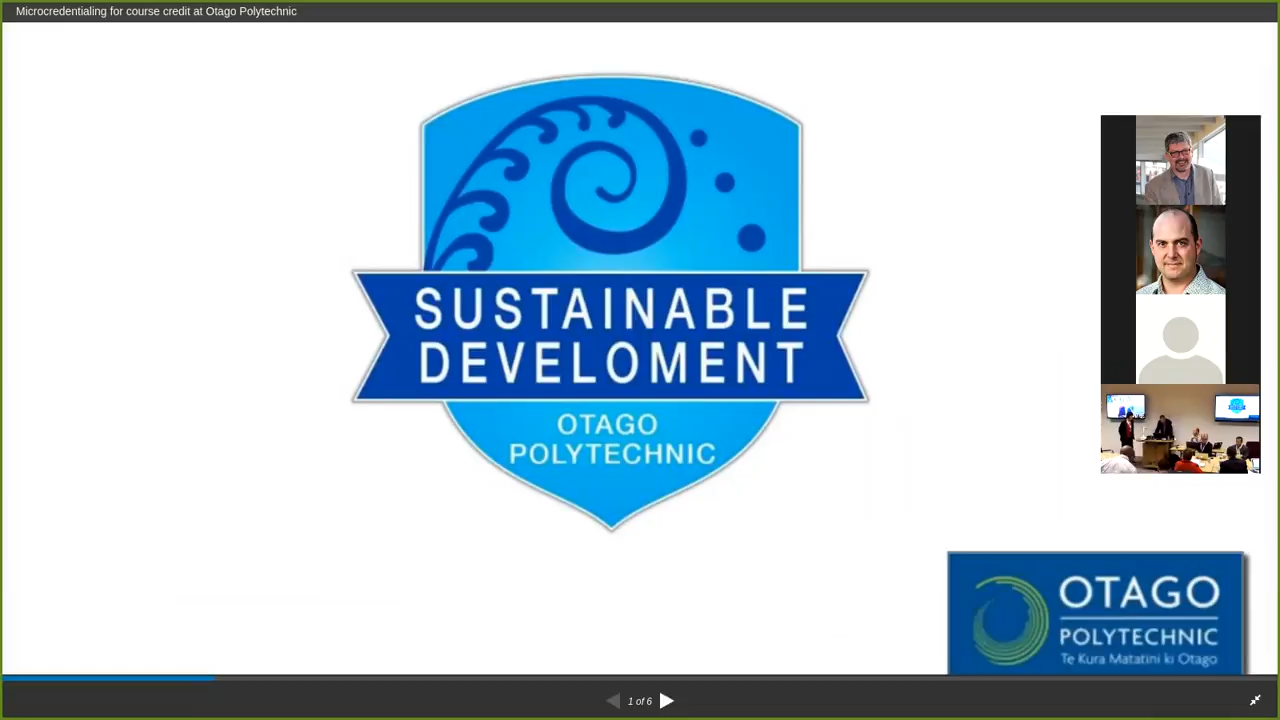 Microcredentialing for course credit at Otago Polytechnic
SUSTAINABLE
DEVELOMENT
OTAGO
POLYTECHNIC
OTAGO
POLYTECHNIC
Te Kura Matatini ki Otago
1 of 6